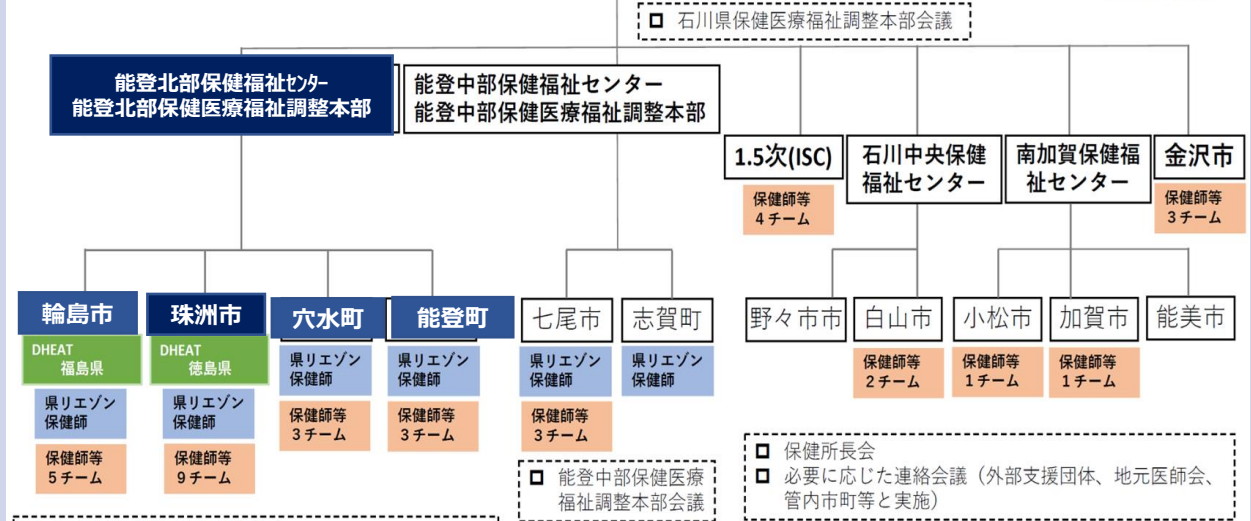 石川県保健医療福祉調整本部会議
能登北部保健福祉センター
能登北部保健医療福祉調整本部
能登中部保健福祉センター
能登中部保健医療福祉調整本部
1.5次(ISC)
保健師等
4チーム
石川中央保健
福祉センター
南加賀保健福
祉センター
金沢市
保健師等
3チーム
輪島市
DHEAT
福島県
県リエゾン
保健師
保健師等
5チーム
珠洲市
DHEAT
徳島県
県リエゾン
保健師
保健師等
9チーム
穴水町
県リエゾン
保健師
保健師等
3チーム
能登町
県リエゾン
保健師
保健師等
3チーム
七尾市
県リエゾン
保健師
保健師等
3チーム
志賀町
県リエゾン
保健師
野々市市
白山市
保健師等
2チーム
小松市
保健師等
1チーム
加賀市
保健師等
1チーム
能美市
能登中部保健医療
福祉調整本部会議
保健所長会
必要に応じた連絡会議（外部支援団体、地元医師会、
管内市町等と実施）